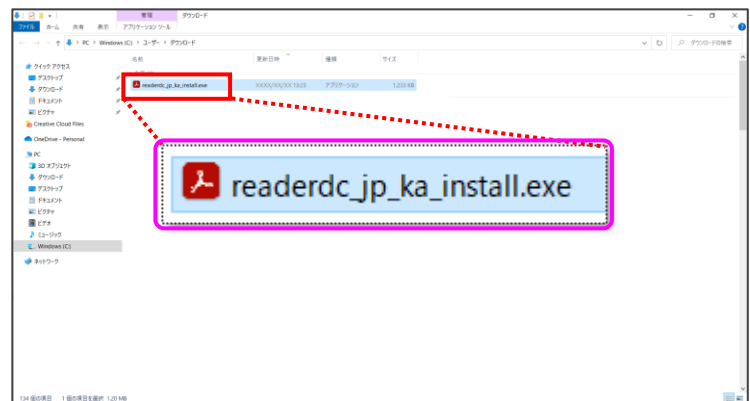 管理 ダウンロード
ファイル ホーム 共有 表示 アプリケーション ツール
PC > Windows (C:) > ユーザー > ダウンロード
ダウンロードの検索
名前 更新日時 種類 サイズ
readerdc_jp_ka_install.exe XXXX/XX/XX 13:23 アプリケーション 1,233 KB
クイック アクセス
デスクトップ
ダウンロード
ドキュメント
ピクチャ
Creative Cloud Files
OneDrive - Personal
PC
3D オブジェクト
ダウンロード
デスクトップ
ドキュメント
ピクチャ
ビデオ
ミュージック
Windows (C:)
ネットワーク
readerdc_jp_ka_install.exe
134 個の項目 1 個の項目を選択 1.20 MB